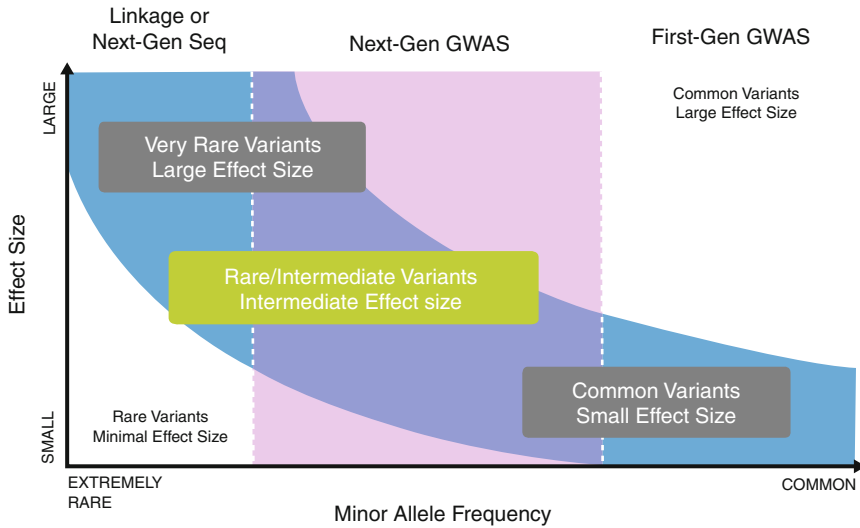 Linkage or
Next-Gen Seq
Next-Gen GWAS
First-Gen GWAS
LARGE
Common Variants
Large Effect Size
Very Rare Variants
Large Effect Size
Effect Size
Rare/Intermediate Variants
Intermediate Effect size
Common Variants
Small Effect Size
Rare Variants
Minimal Effect Size
SMALL
EXTREMELY
RARE
COMMON
Minor Allele Frequency